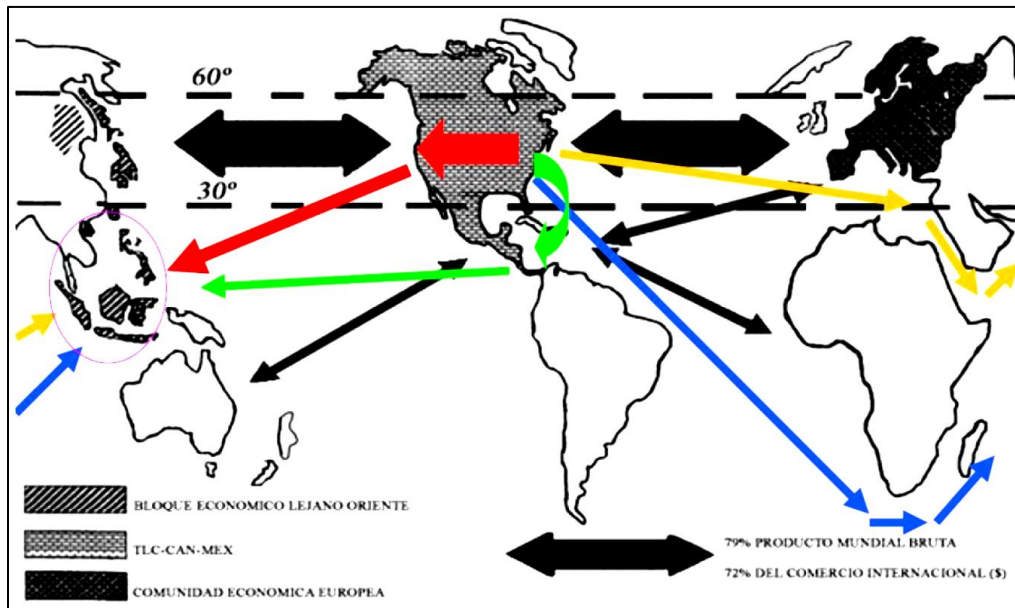 60º
30º
BLOQUE ECONOMICO LEJANO ORIENTE
TLC-CAN-MEX
COMUNIDAD ECONOMICA EUROPEA
79% PRODUCTO MUNDIAL BRUTA
72% DEL COMERCIO INTERNACIONAL ($)